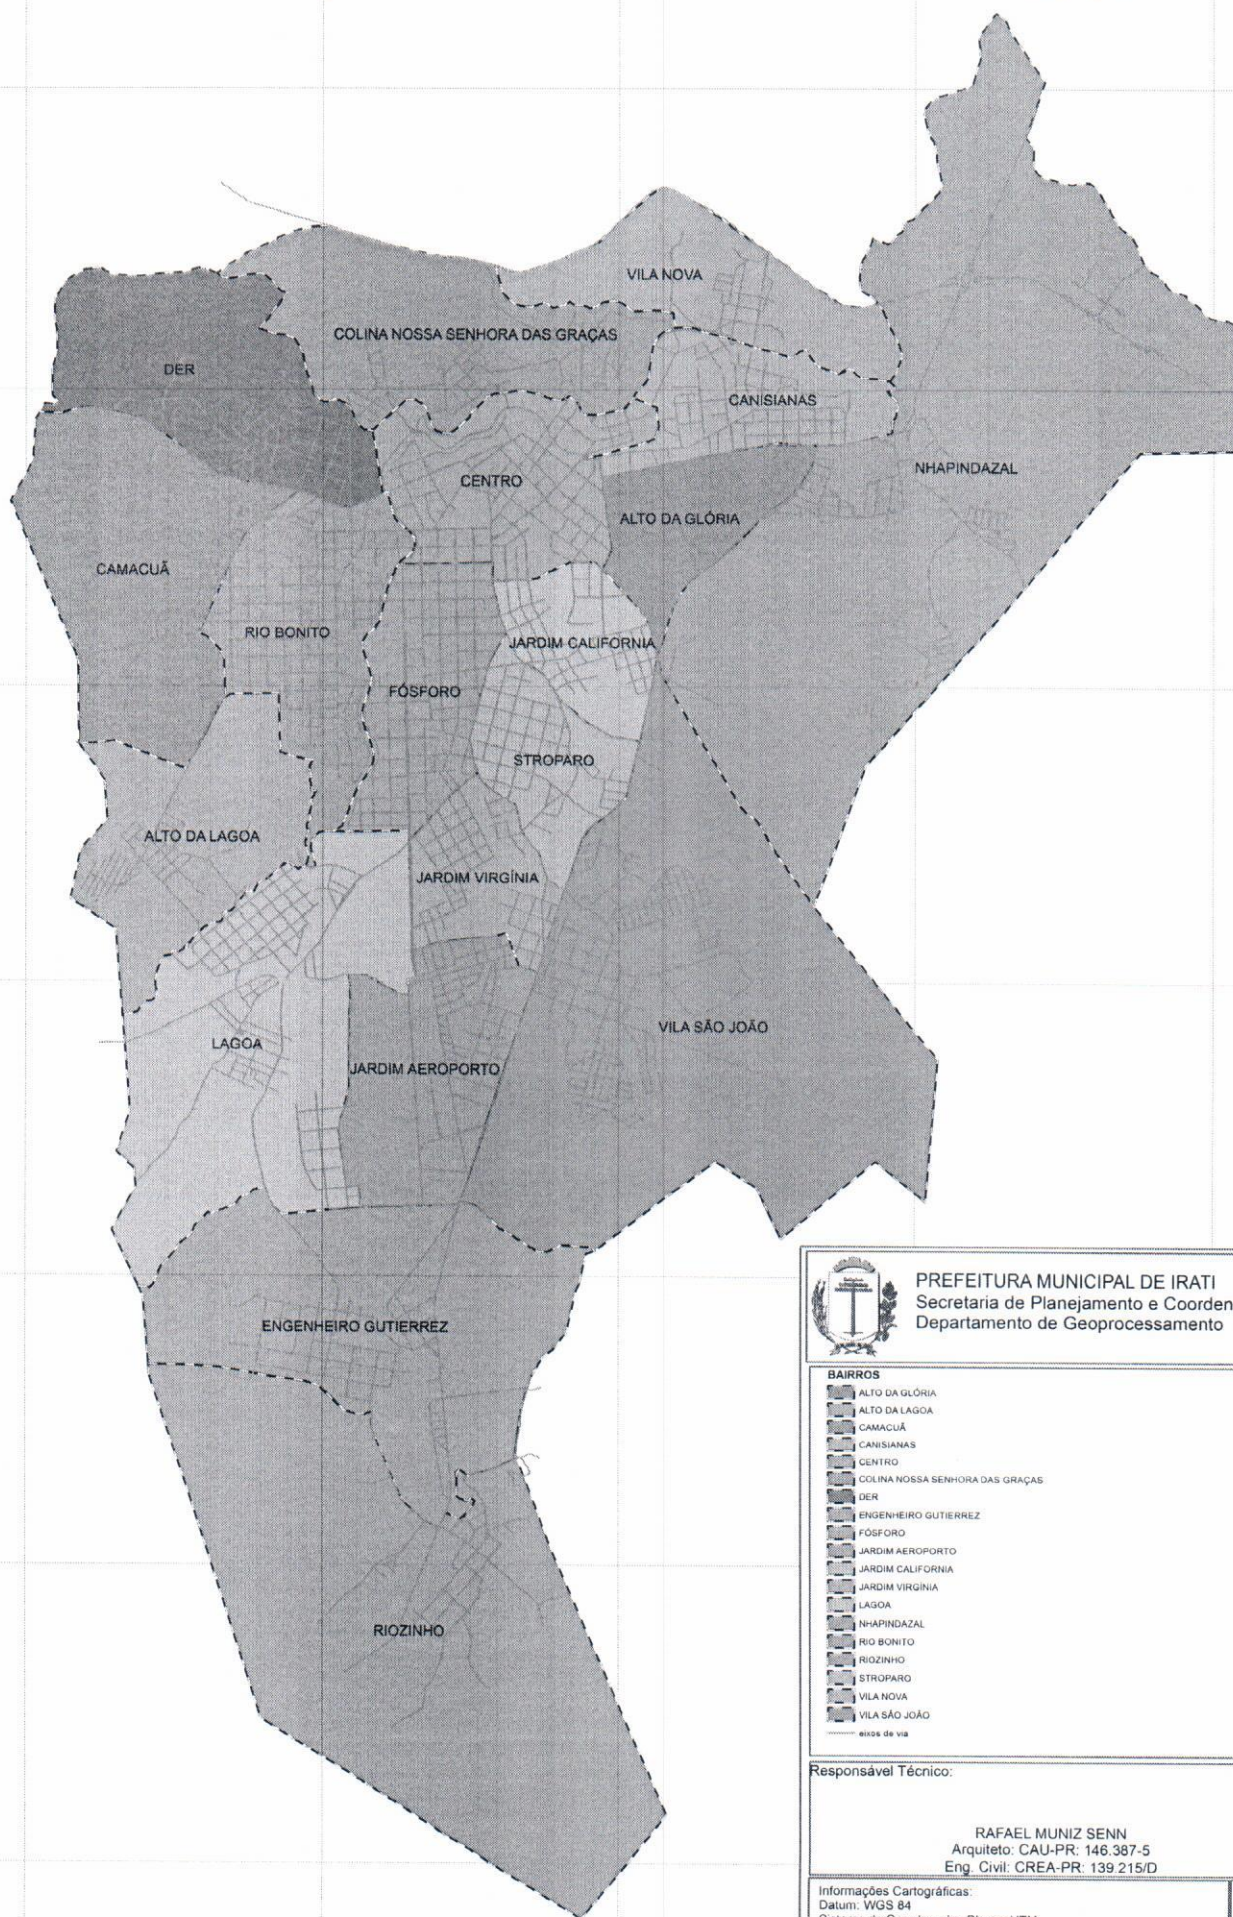 VILA NOVA
COLINA NOSSA SENHORA DAS GRAÇAS
DER
CANISIANAS
NHAPINDAZAL
CENTRO
ALTO DA GLÓRIA
CAMACUÃ
RIO BONITO
JARDIM CALIFORNIA
FÓSFORO
STROPARO
ALTO DA LAGOA
JARDIM VIRGÍNIA
VILA SÃO JOÃO
LAGOA
JARDIM AEROPORTO
ENGENHEIRO GUTIERREZ
RIOZINHO
PREFEITURA MUNICIPAL DE IRATI
Secretaria de Planejamento e Coorden
Departamento de Geoprocessamento
BAIRROS
ALTO DA GLÓRIA
ALTO DA LAGOA
CAMACUÃ
CANISIANAS
CENTRO
COLINA NOSSA SENHORA DAS GRAÇAS
DER
ENGENHEIRO GUTIERREZ
FÓSFORO
JARDIM AEROPORTO
JARDIM CALIFORNIA
JARDIM VIRGÍNIA
LAGOA
NHAPINDAZAL
RIO BONITO
RIOZINHO
STROPARO
VILA NOVA
VILA SÃO JOÃO
eixos de via
Responsável Técnico:
RAFAEL MUNIZ SENN
Arquiteto: CAU-PR: 146.387-5
Eng. Civil: CREA-PR: 139.215/D
Informações Cartográficas:
Datum: WGS 84